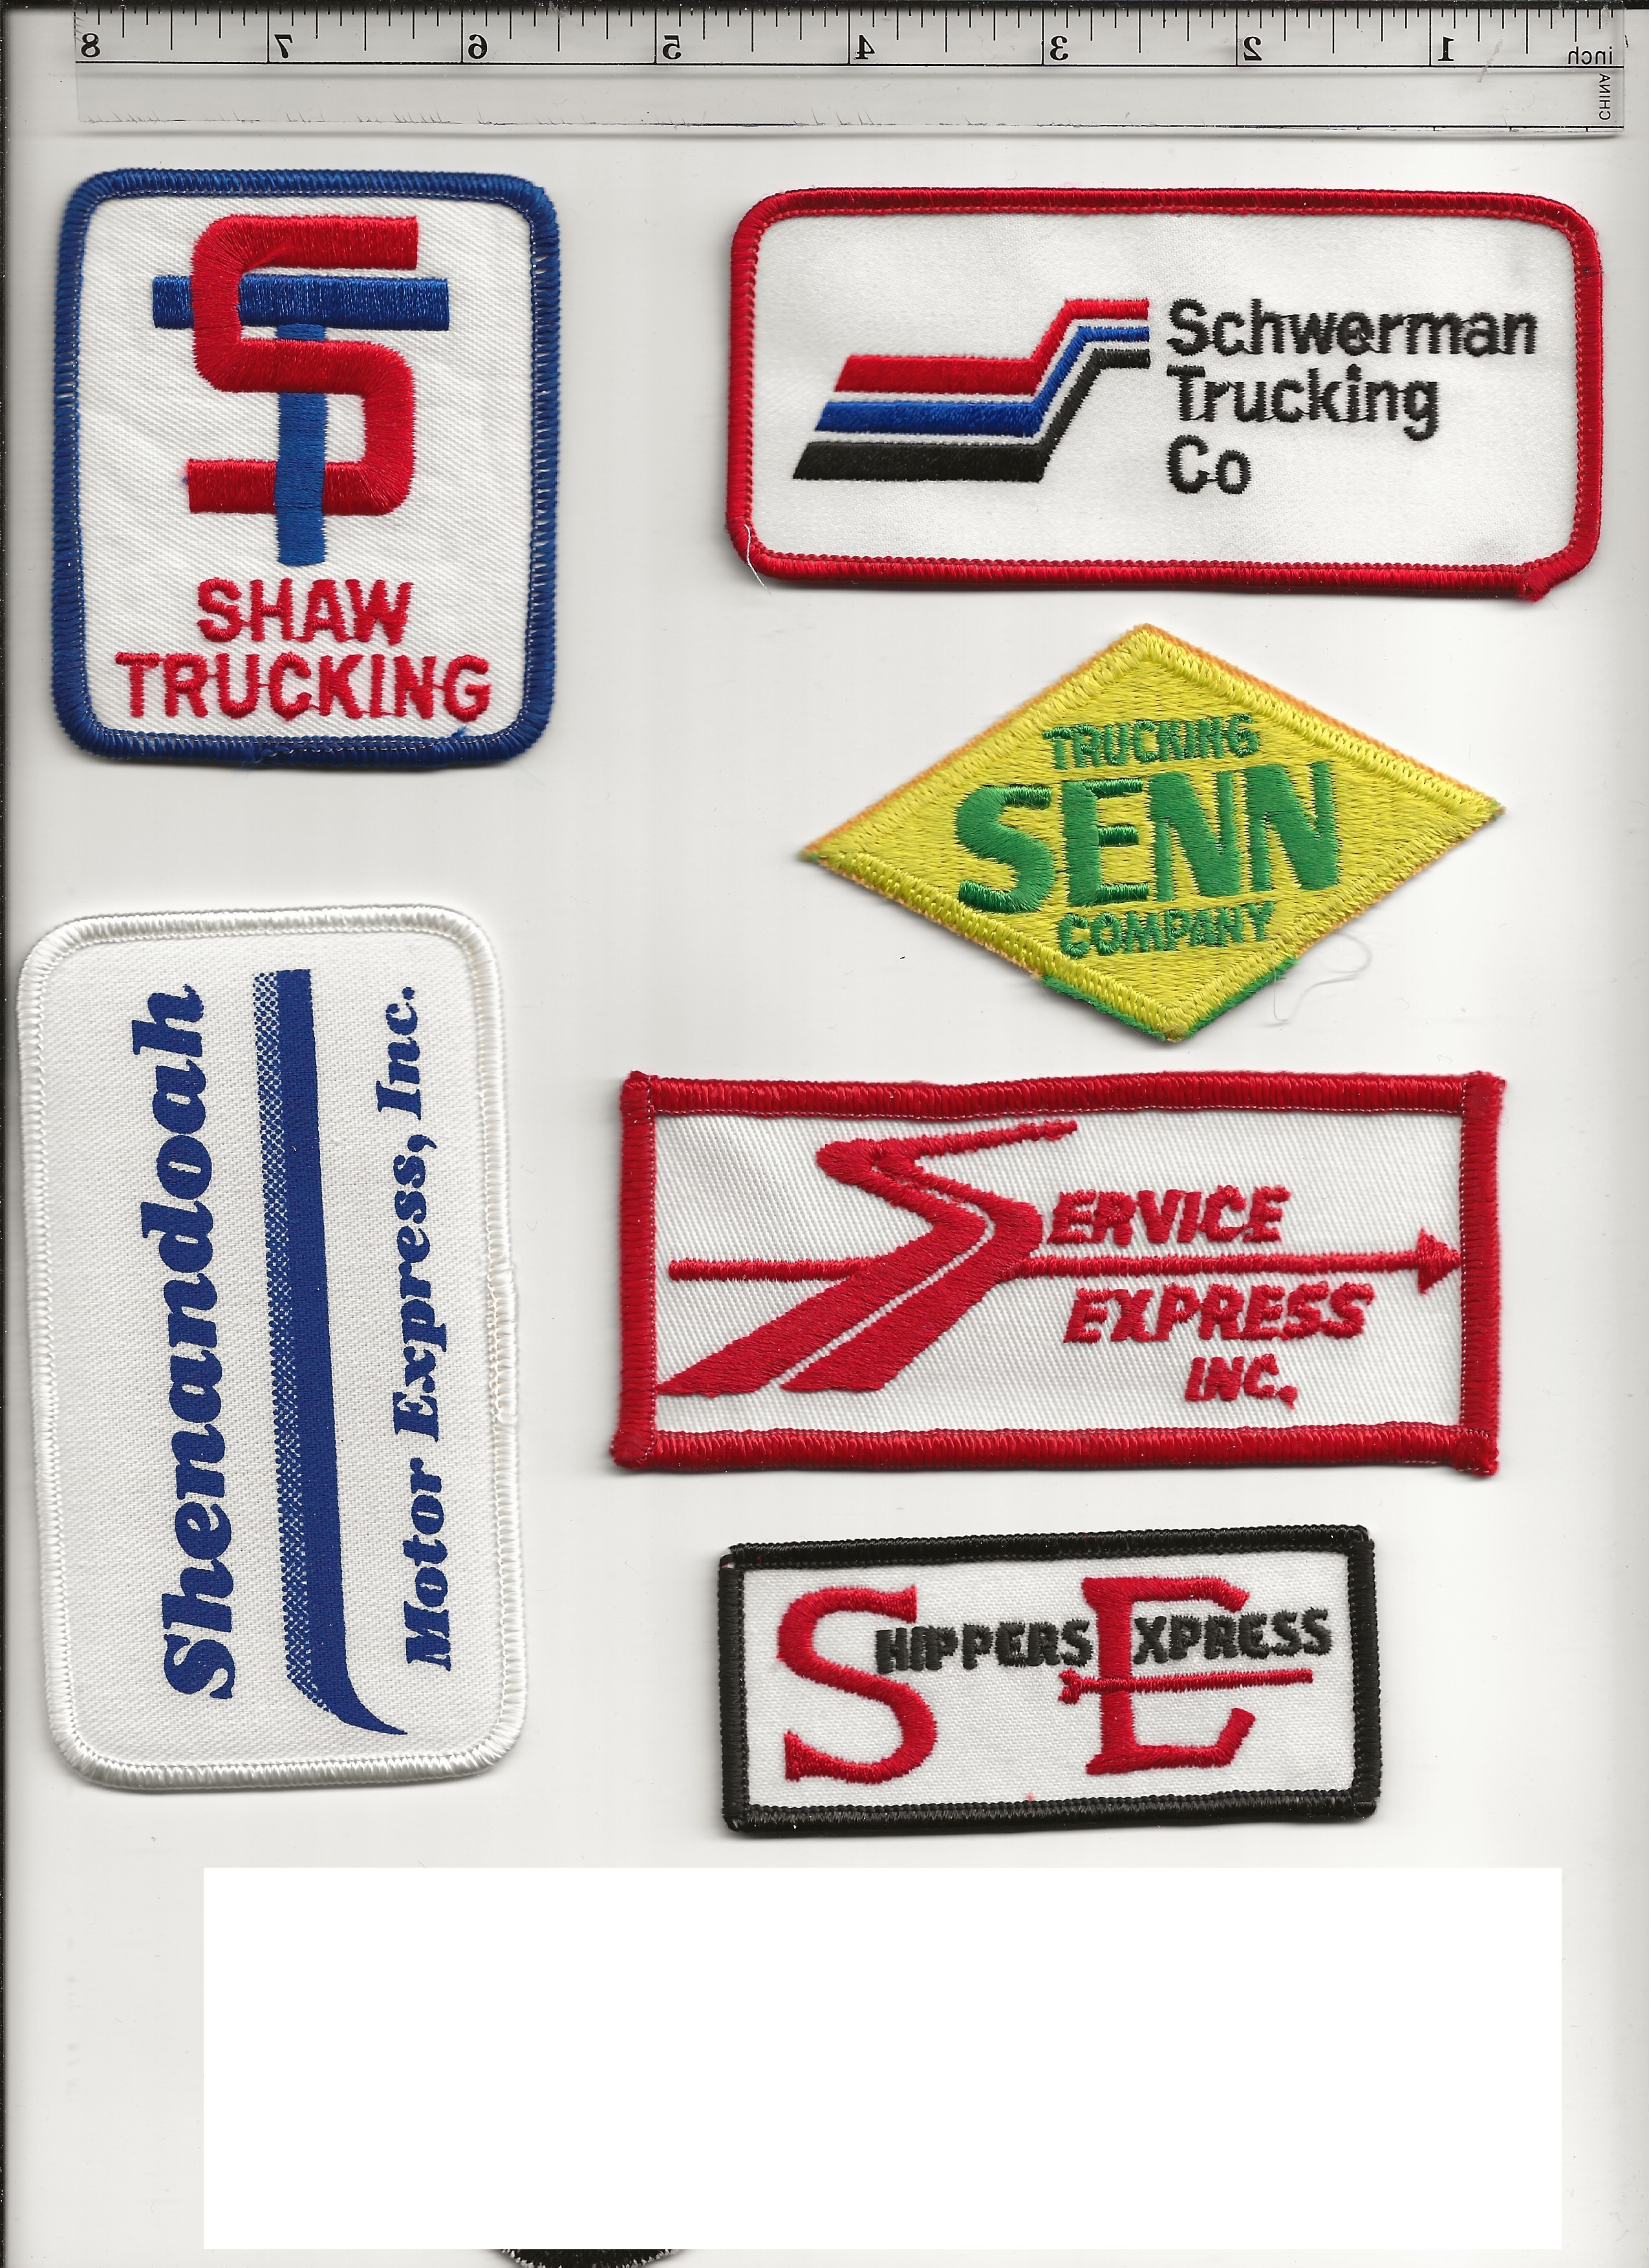 8 7 6 5 4 3 2 1 inch
CHINA
ST
SHAW
TRUCKING
Schwerman
Trucking
Co
TRUCKING
SENN
COMPANY
Shenandoah
Motor Express, Inc.
SERVICE
EXPRESS
INC.
SHIPPERS EXPRESS